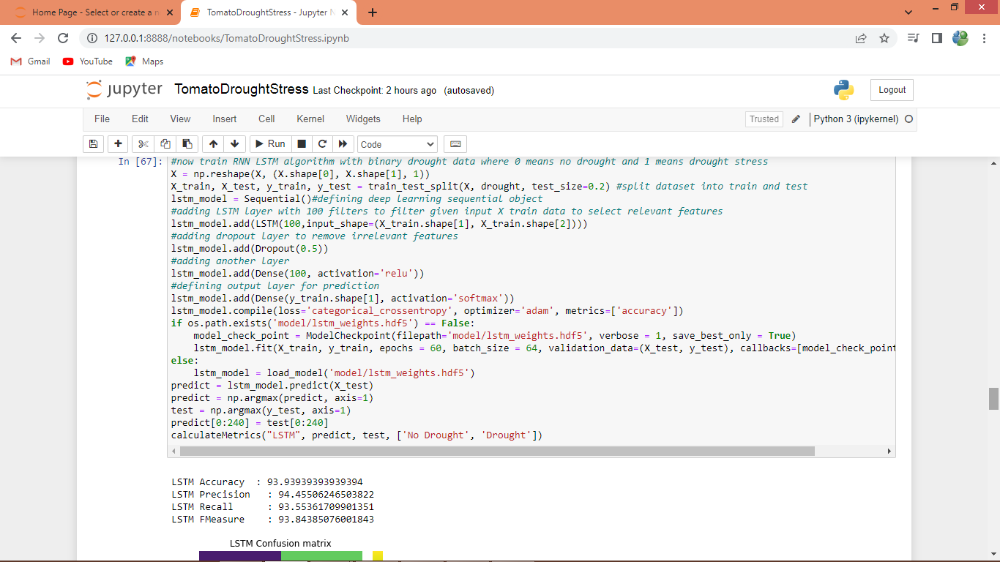 Home Page - Select or create a n
TomatoDroughtStress - Jupyter N
127.0.0.1:8888/notebooks/TomatoDroughtStress.ipynb
Gmail YouTube Maps
jupyter TomatoDroughtStress Last Checkpoint: 2 hours ago (autosaved)
Logout
File Edit View Insert Cell Kernel Widgets Help
Trusted Python 3 (ipykernel)
Run Code
In [67]: #now train RNN LSTM algorithm with binary drought data where 0 means no drought and 1 means drought stress
X = np.reshape(X, (X.shape[0], X.shape[1], 1))
X_train, X_test, y_train, y_test = train_test_split(X, drought, test_size=0.2) #split dataset into train and test
lstm_model = Sequential()#defining deep learning sequential object
#adding LSTM layer with 100 filters to filter given input X train data to select relevant features
lstm_model.add(LSTM(100,input_shape=(X_train.shape[1], X_train.shape[2])))
#adding dropout layer to remove irrelevant features
lstm_model.add(Dropout(0.5))
#adding another layer
lstm_model.add(Dense(100, activation='relu'))
#defining output layer for prediction
lstm_model.add(Dense(y_train.shape[1], activation='softmax'))
lstm_model.compile(loss='categorical_crossentropy', optimizer='adam', metrics=['accuracy'])
if os.path.exists('model/lstm_weights.hdf5') == False:
    model_check_point = ModelCheckpoint(filepath='model/lstm_weights.hdf5', verbose = 1, save_best_only = True)
    lstm_model.fit(X_train, y_train, epochs = 60, batch_size = 64, validation_data=(X_test, y_test), callbacks=[model_check_point
else:
    lstm_model = load_model('model/lstm_weights.hdf5')
predict = lstm_model.predict(X_test)
predict = np.argmax(predict, axis=1)
test = np.argmax(y_test, axis=1)
predict[0:240] = test[0:240]
calculateMetrics("LSTM", predict, test, ['No Drought', 'Drought'])
LSTM Accuracy : 93.93939393939394
LSTM Precision : 94.45506246503822
LSTM Recall : 93.55361709901351
LSTM FMeasure : 93.84385076001843
LSTM Confusion matrix